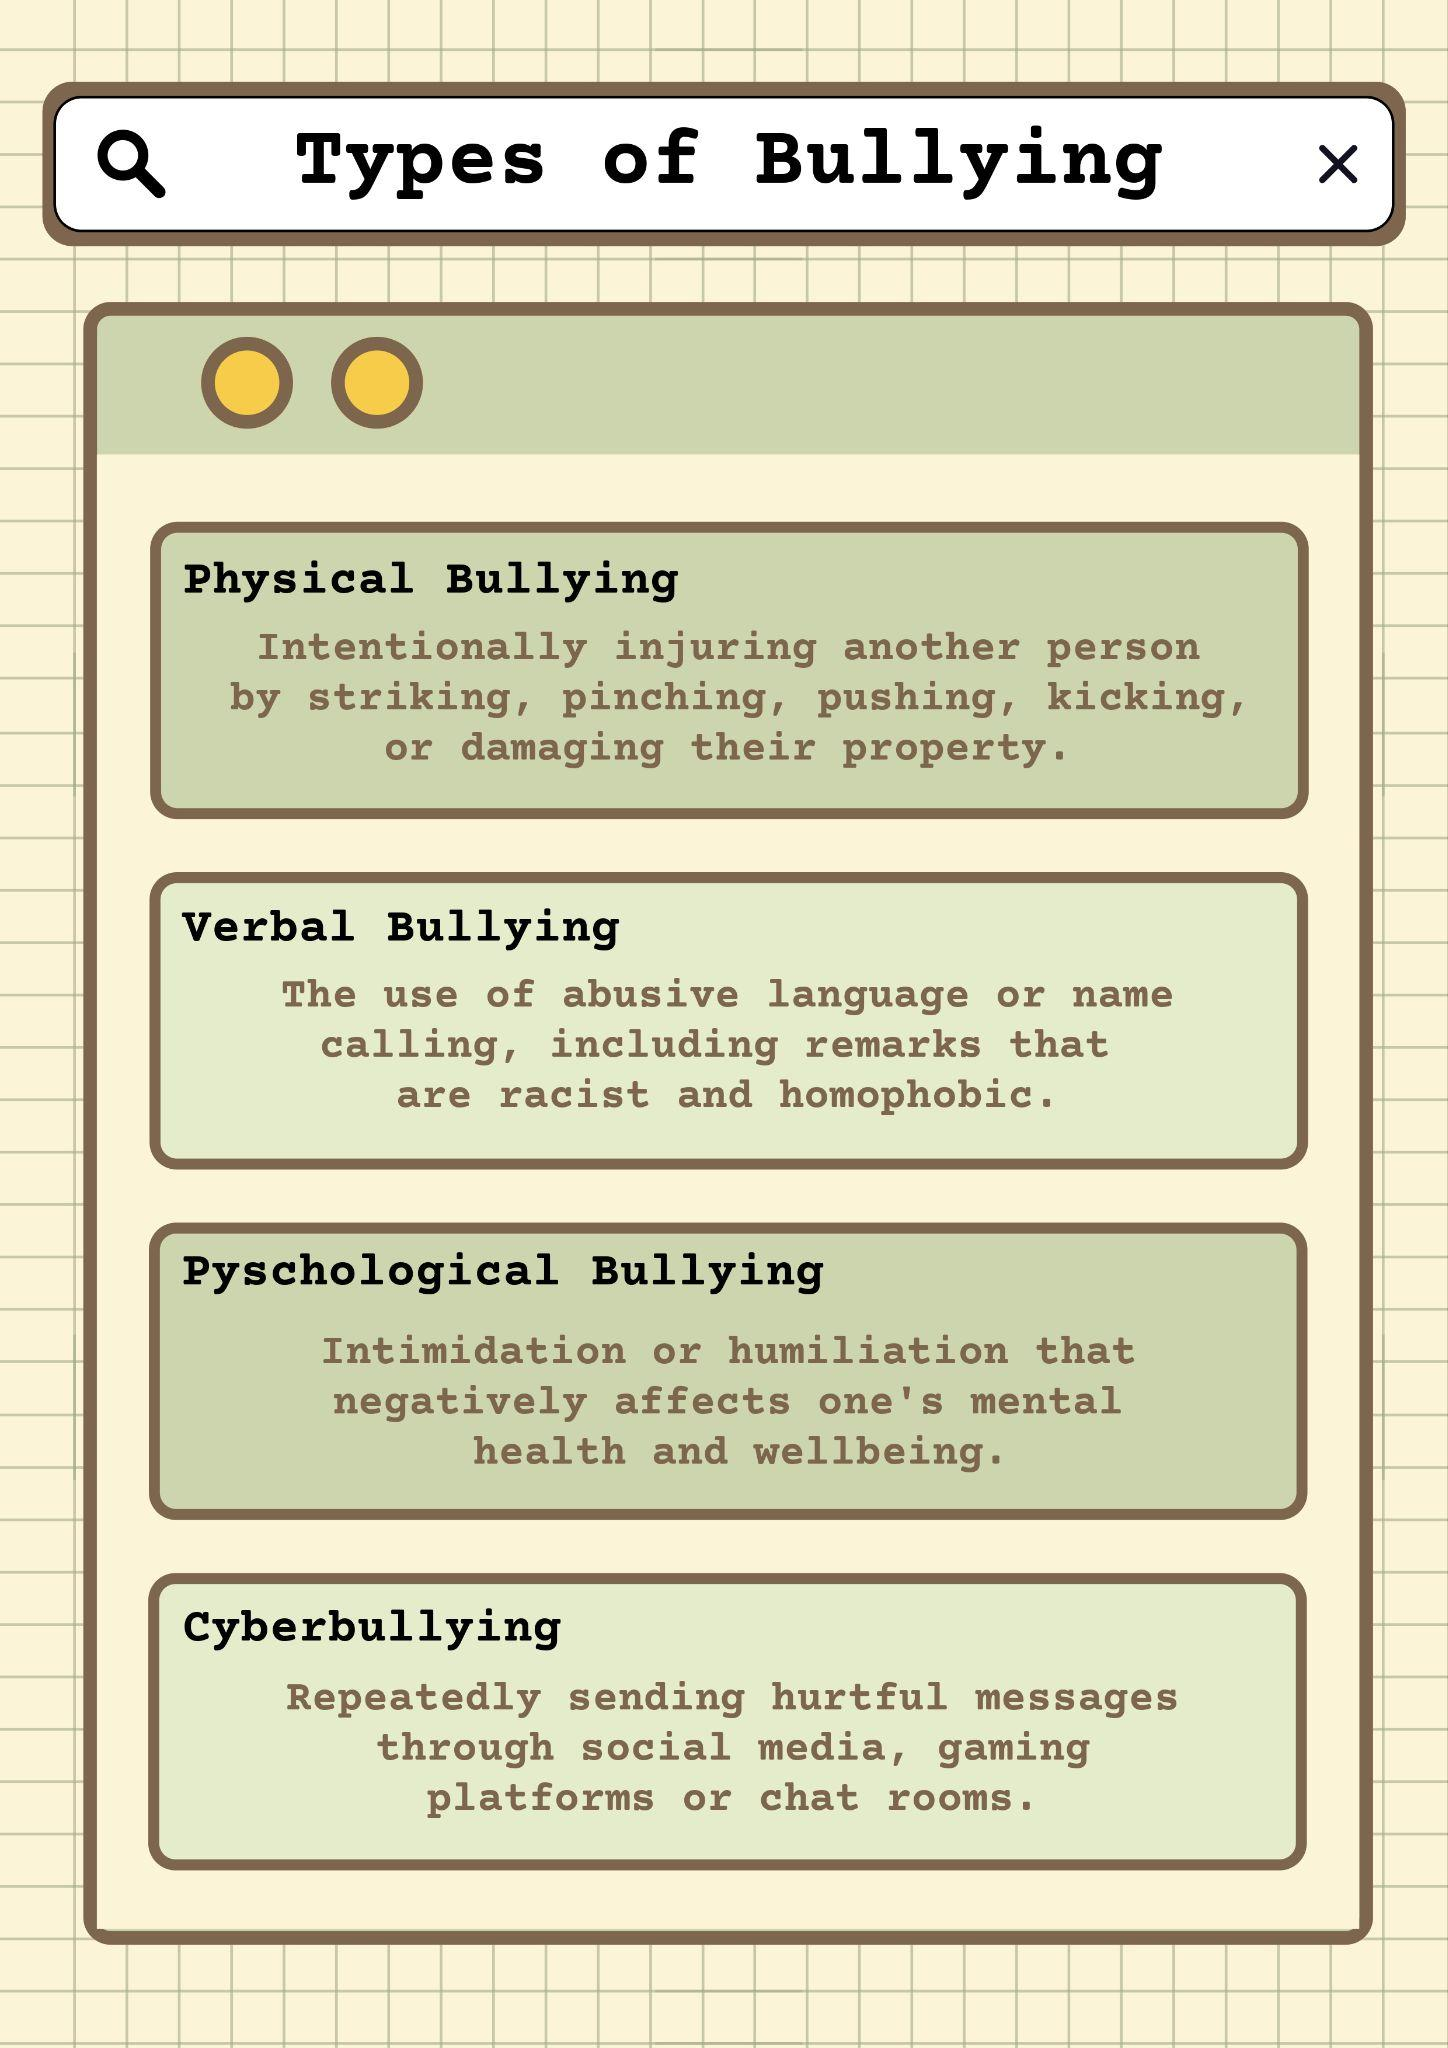 Types of Bullying
Physical Bullying
Intentionally injuring another person
by striking, pinching, pushing, kicking,
or damaging their property.
Verbal Bullying
The use of abusive language or name
calling, including remarks that
are racist and homophobic.
Pyschological Bullying
Intimidation or humiliation that
negatively affects one's mental
health and wellbeing.
Cyberbullying
Repeatedly sending hurtful messages
through social media, gaming
platforms or chat rooms.